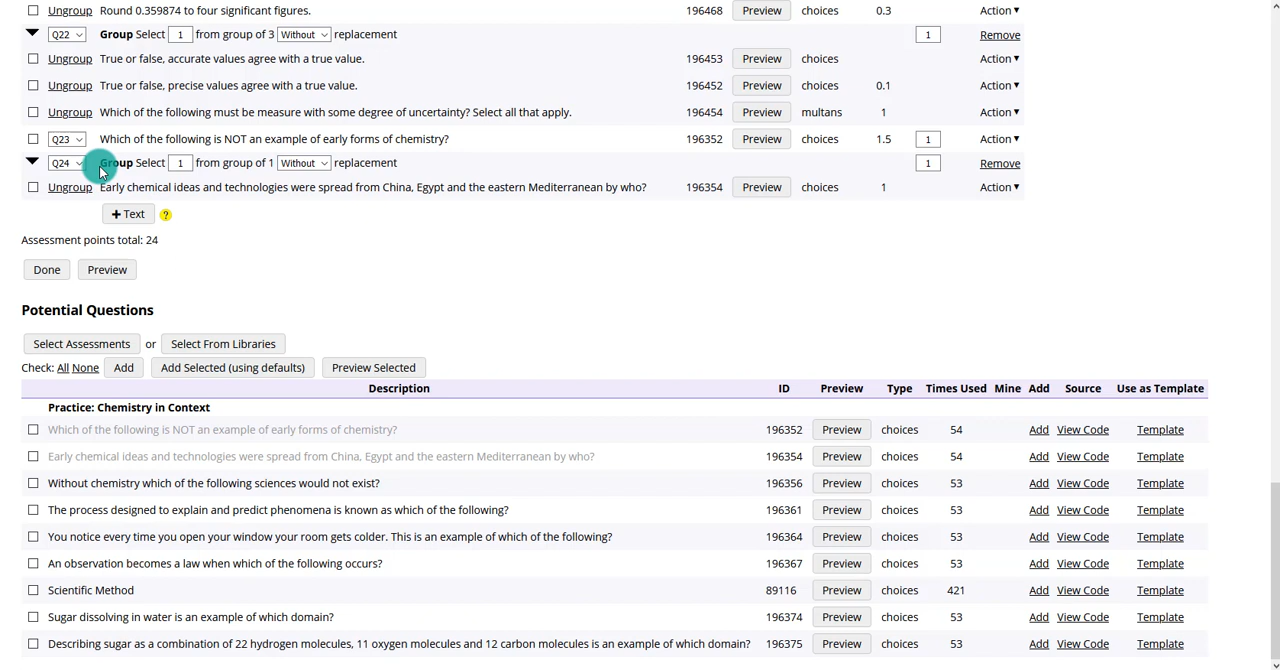 Ungroup Round 0.359874 to four significant figures. 196468 Preview choices 0.3 Action▼
Q22 Group Select 1 from group of 3 Without replacement 1 Remove
Ungroup True or false, accurate values agree with a true value. 196453 Preview choices Action▼
Ungroup True or false, precise values agree with a true value. 196452 Preview choices 0.1 Action▼
Ungroup Which of the following must be measure with some degree of uncertainty? Select all that apply. 196454 Preview multans 1 Action▼
Q23 Which of the following is NOT an example of early forms of chemistry? 196352 Preview choices 1.5 1 Action▼
Q24 Group Select 1 from group of 1 Without replacement 1 Remove
Ungroup Early chemical ideas and technologies were spread from China, Egypt and the eastern Mediterranean by who? 196354 Preview choices 1 Action▼
+ Text ?
Assessment points total: 24
Done Preview
Potential Questions
Select Assessments or Select From Libraries
Check: All None Add Add Selected (using defaults) Preview Selected
Description ID Preview Type Times Used Mine Add Source Use as Template
Practice: Chemistry in Context
Which of the following is NOT an example of early forms of chemistry? 196352 Preview choices 54 Add View Code Template
Early chemical ideas and technologies were spread from China, Egypt and the eastern Mediterranean by who? 196354 Preview choices 54 Add View Code Template
Without chemistry which of the following sciences would not exist? 196356 Preview choices 53 Add View Code Template
The process designed to explain and predict phenomena is known as which of the following? 196361 Preview choices 53 Add View Code Template
You notice every time you open your window your room gets colder. This is an example of which of the following? 196364 Preview choices 53 Add View Code Template
An observation becomes a law when which of the following occurs? 196367 Preview choices 53 Add View Code Template
Scientific Method 89116 Preview choices 421 Add View Code Template
Sugar dissolving in water is an example of which domain? 196374 Preview choices 53 Add View Code Template
Describing sugar as a combination of 22 hydrogen molecules, 11 oxygen molecules and 12 carbon molecules is an example of which domain? 196375 Preview choices 53 Add View Code Template